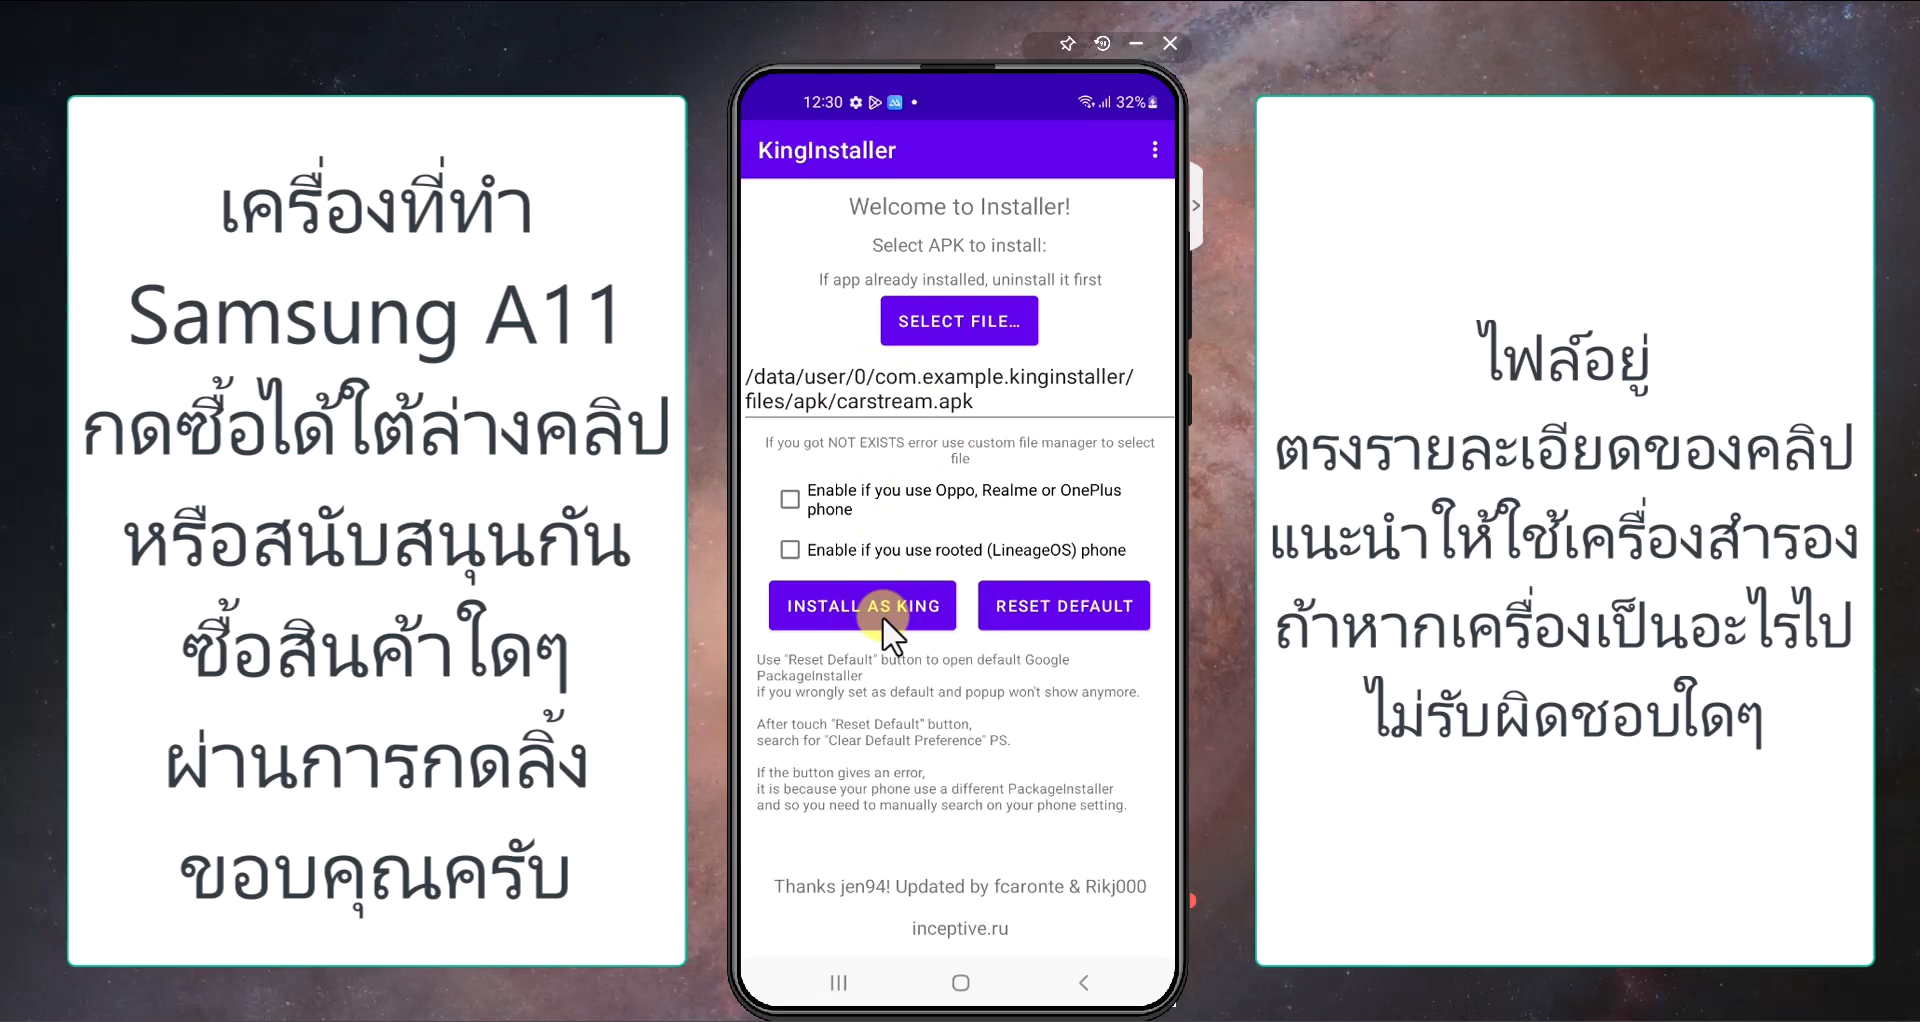 เครื่องที่ทำ
Samsung A11
กดซื้อได้ใต้ล่างคลิป
หรือสนับสนุนกัน
ซื้อสินค้าใดๆ
ผ่านการกดลิ้ง
ขอบคุณครับ
12:30
32%
KingInstaller
Welcome to Installer!
Select APK to install:
If app already installed, uninstall it first
SELECT FILE...
/data/user/0/com.example.kinginstaller/
files/apk/carstream.apk
If you got NOT EXISTS error use custom file manager to select
file
Enable if you use Oppo, Realme or OnePlus
phone
Enable if you use rooted (LineageOS) phone
INSTALL AS KING
RESET DEFAULT
Use "Reset Default" button to open default Google
PackageInstaller
if you wrongly set as default and popup won't show anymore.
After touch "Reset Default" button,
search for "Clear Default Preference" PS.
If the button gives an error,
it is because your phone use a different PackageInstaller
and so you need to manually search on your phone setting.
Thanks jen94! Updated by fcaronte & Rikj000
inceptive.ru
ไฟล์อยู่
ตรงรายละเอียดของคลิป
แนะนำให้ใช้เครื่องสำรอง
ถ้าหากเครื่องเป็นอะไรไป
ไม่รับผิดชอบใดๆ